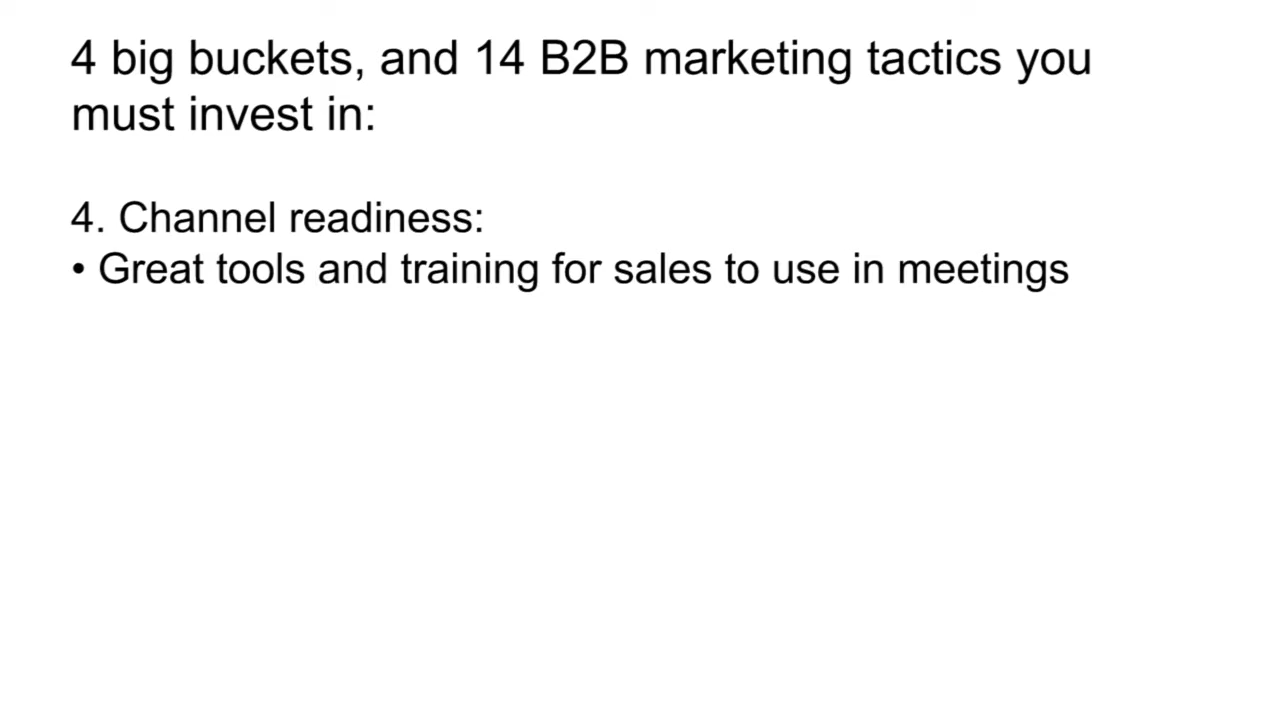 4 big buckets, and 14 B2B marketing tactics you
must invest in:
4. Channel readiness:
• Great tools and training for sales to use in meetings